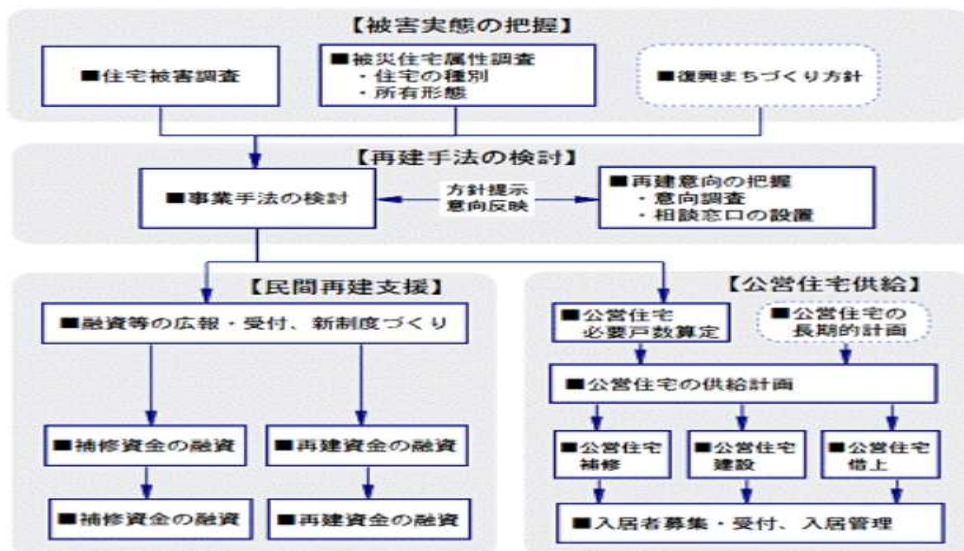 【被害実態の把握】
■住宅被害調査
■被災住宅属性調査
・住宅の種別
・所有形態
■復興まちづくり方針
【再建手法の検討】
■事業手法の検討
方針提示
意向反映
■再建意向の把握
・意向調査
・相談窓口の設置
【民間再建支援】
■融資等の広報・受付、新制度づくり
■補修資金の融資
■再建資金の融資
■補修資金の融資
■再建資金の融資
【公営住宅供給】
■公営住宅
必要戸数算定
■公営住宅の
長期的計画
■公営住宅の供給計画
■公営住宅
補修
■公営住宅
建設
■公営住宅
借上
■入居者募集・受付、入居管理